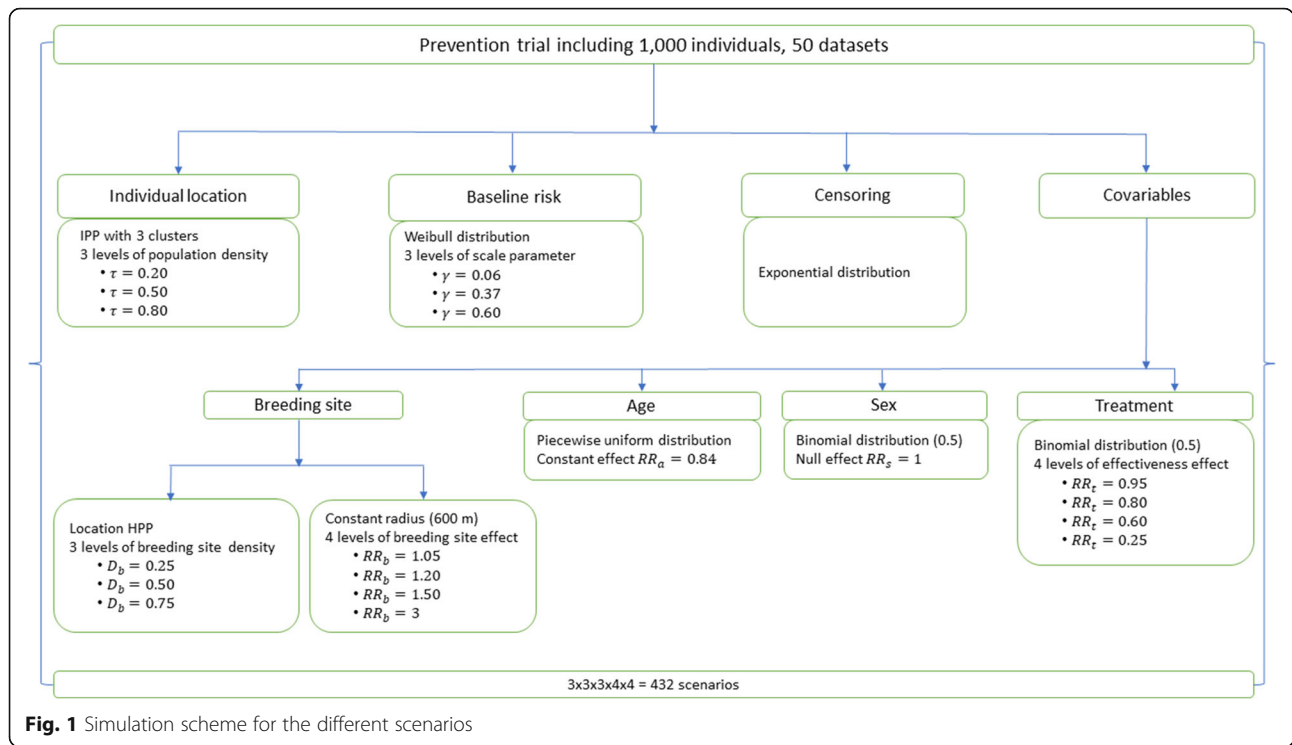 Prevention trial including 1,000 individuals, 50 datasets
Individual location
IPP with 3 clusters
3 levels of population density
• τ = 0.20
• τ = 0.50
• τ = 0.80
Baseline risk
Weibull distribution
3 levels of scale parameter
• γ = 0.06
• γ = 0.37
• γ = 0.60
Censoring
Exponential distribution
Covariables
Breeding site
Location HPP
3 levels of breeding site density
• D_b = 0.25
• D_b = 0.50
• D_b = 0.75
Constant radius (600 m)
4 levels of breeding site effect
• RR_b = 1.05
• RR_b = 1.20
• RR_b = 1.50
• RR_b = 3
Age
Piecewise uniform distribution
Constant effect RR_a = 0.84
Sex
Binomial distribution (0.5)
Null effect RR_s = 1
Treatment
Binomial distribution (0.5)
4 levels of effectiveness effect
• RR_t = 0.95
• RR_t = 0.80
• RR_t = 0.60
• RR_t = 0.25
3x3x3x4x4 = 432 scenarios
Fig. 1 Simulation scheme for the different scenarios